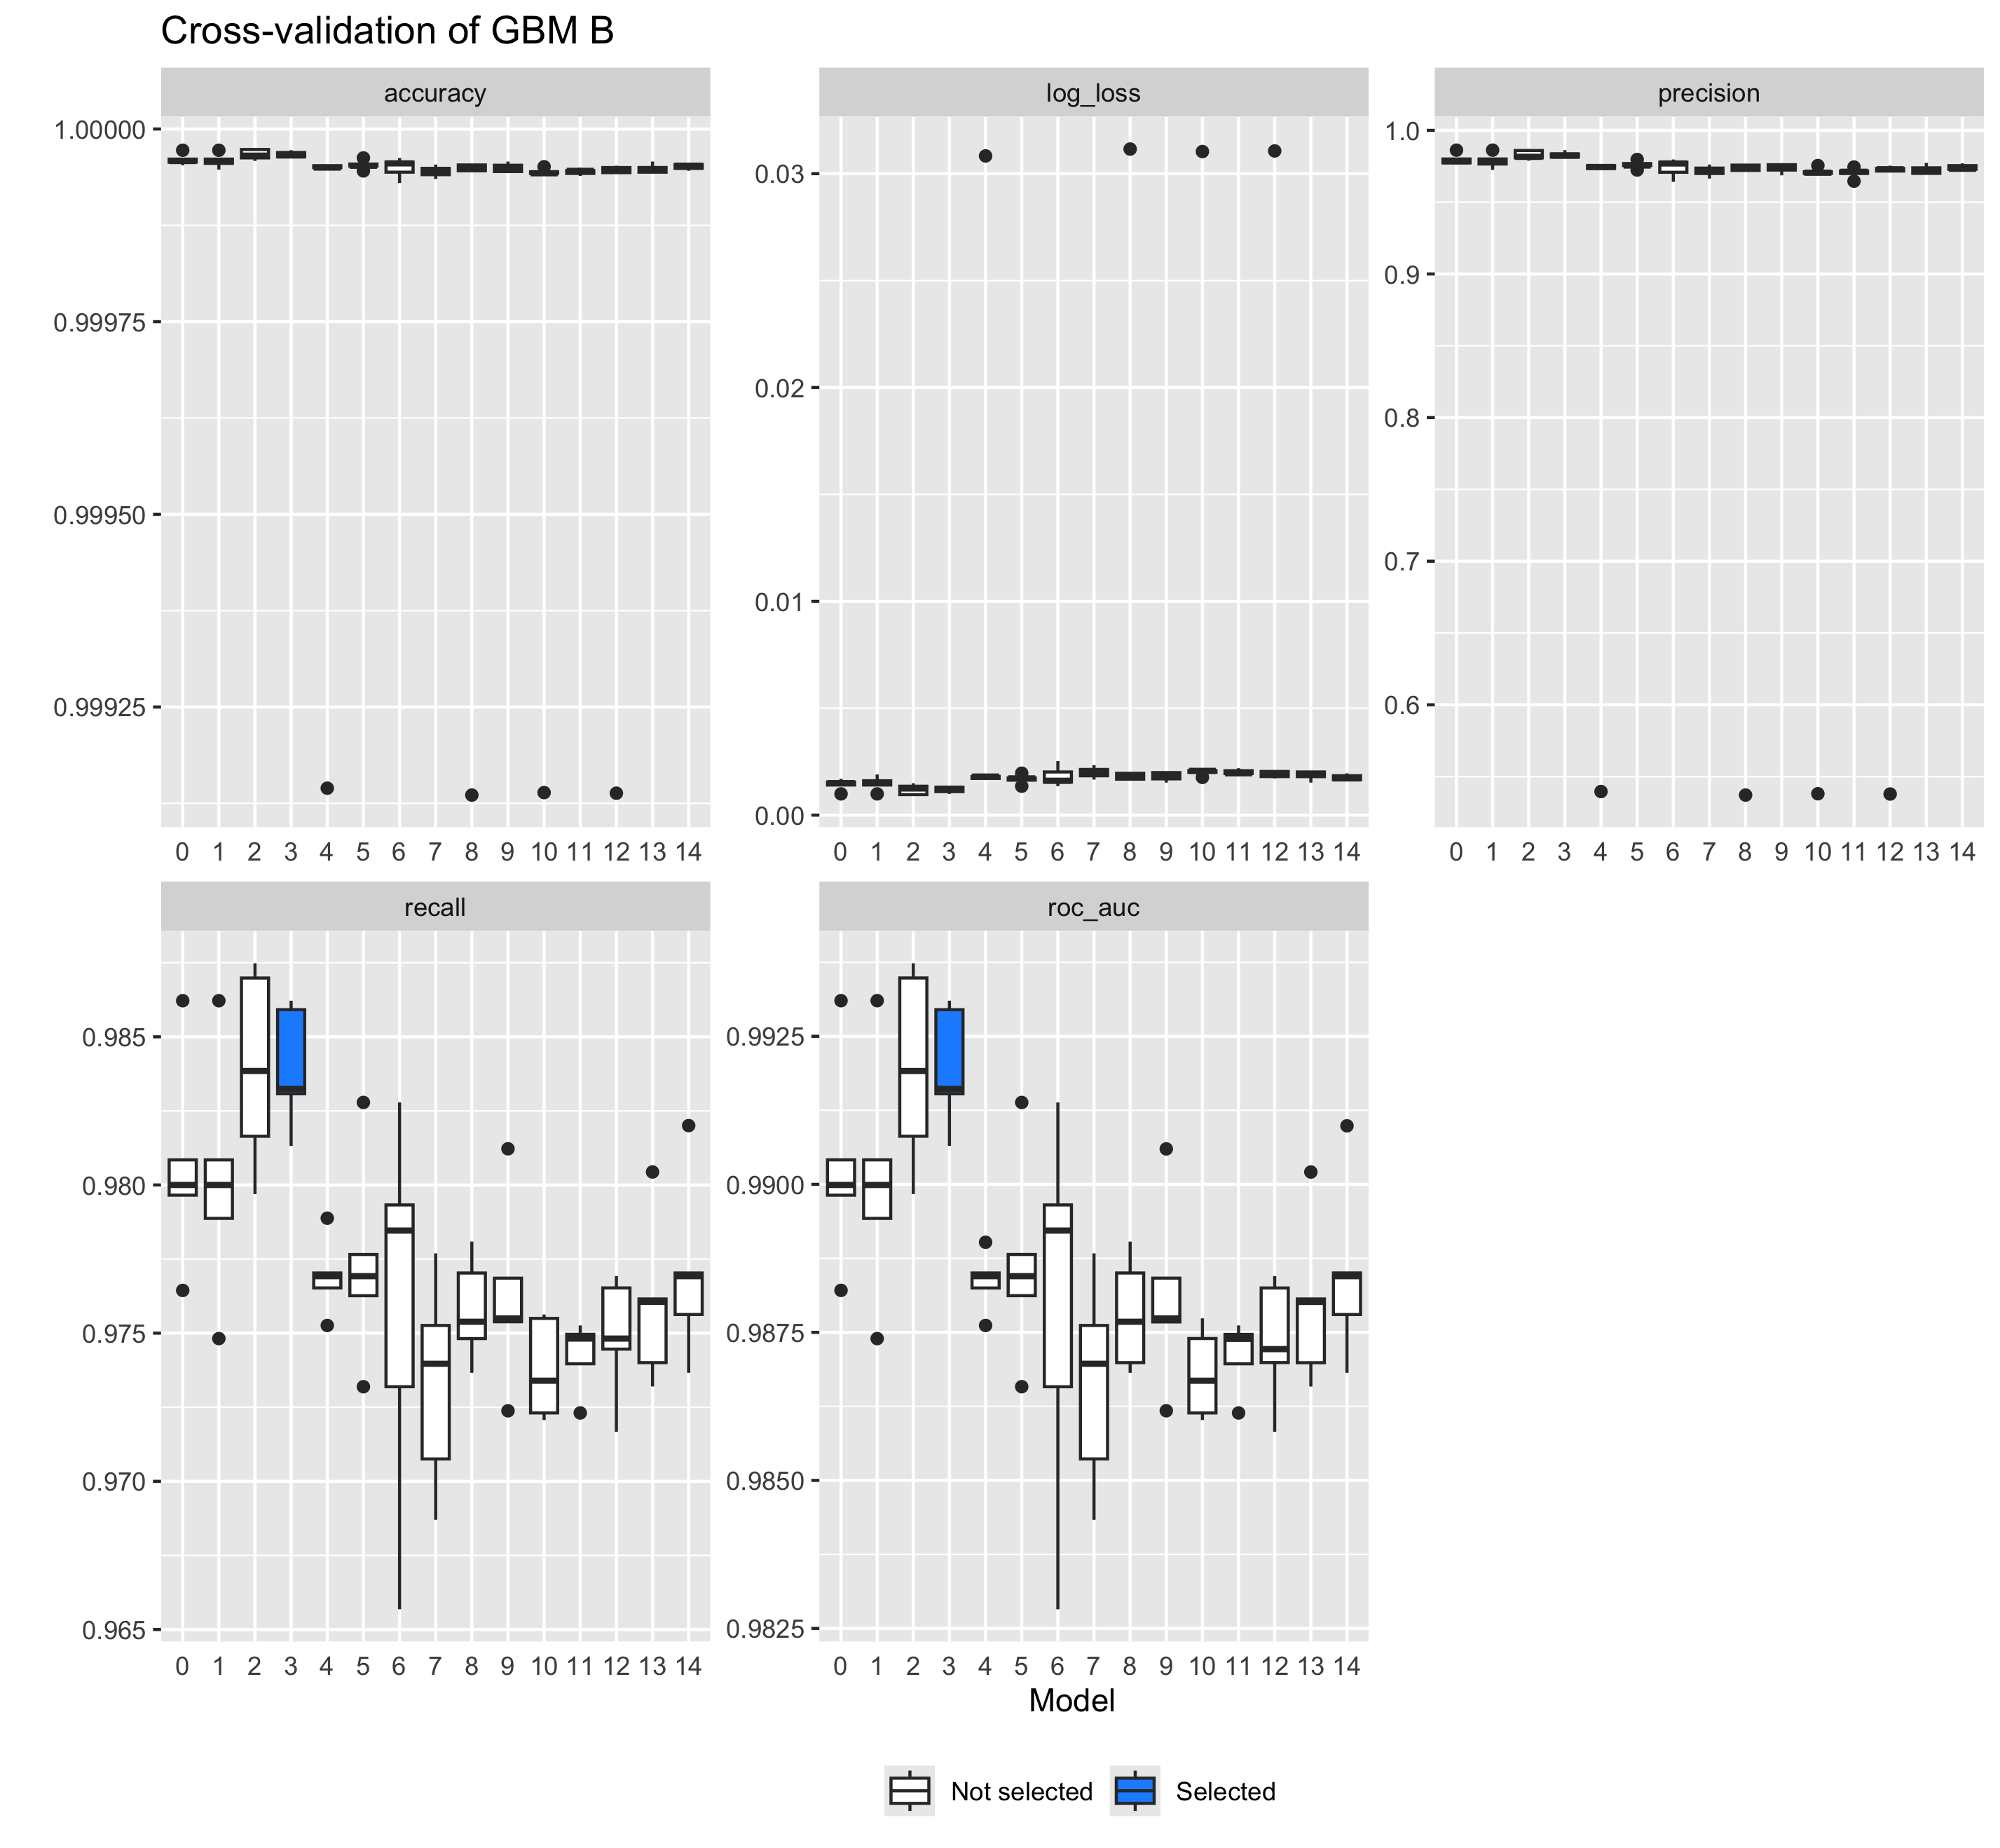 Cross-validation of GBM B
accuracy
log_loss
precision
1.00000
0.99975
0.99950
0.99925
0.03
0.02
0.01
0.00
1.0
0.9
0.8
0.7
0.6
0 1 2 3 4 5 6 7 8 9 10 11 12 13 14
0 1 2 3 4 5 6 7 8 9 10 11 12 13 14
0 1 2 3 4 5 6 7 8 9 10 11 12 13 14
recall
roc_auc
0.985
0.980
0.975
0.970
0.965
0.9925
0.9900
0.9875
0.9850
0.9825
0 1 2 3 4 5 6 7 8 9 10 11 12 13 14
0 1 2 3 4 5 6 7 8 9 10 11 12 13 14
Model
Not selected
Selected